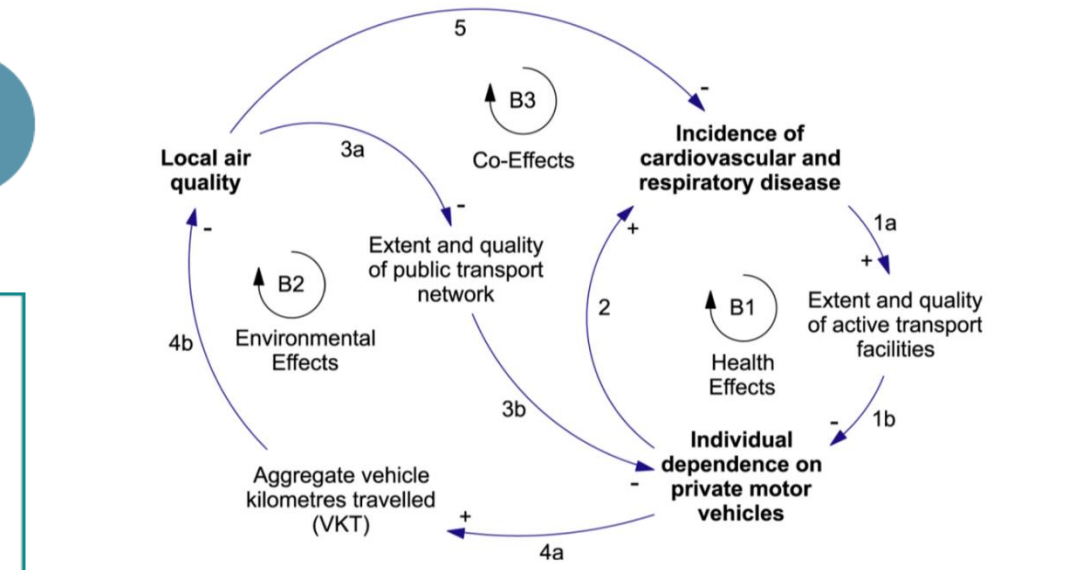 5
B3
Co-Effects
3a
-
Local air
quality
-
Incidence of
cardiovascular and
respiratory disease
-
Extent and quality
of public transport
network
+
1a
+
B2
Environmental
Effects
4b
2
B1
Health
Effects
Extent and quality
of active transport
facilities
3b
-
1b
Individual
dependence on
private motor
vehicles
-
Aggregate vehicle
kilometres travelled
(VKT)
+
4a